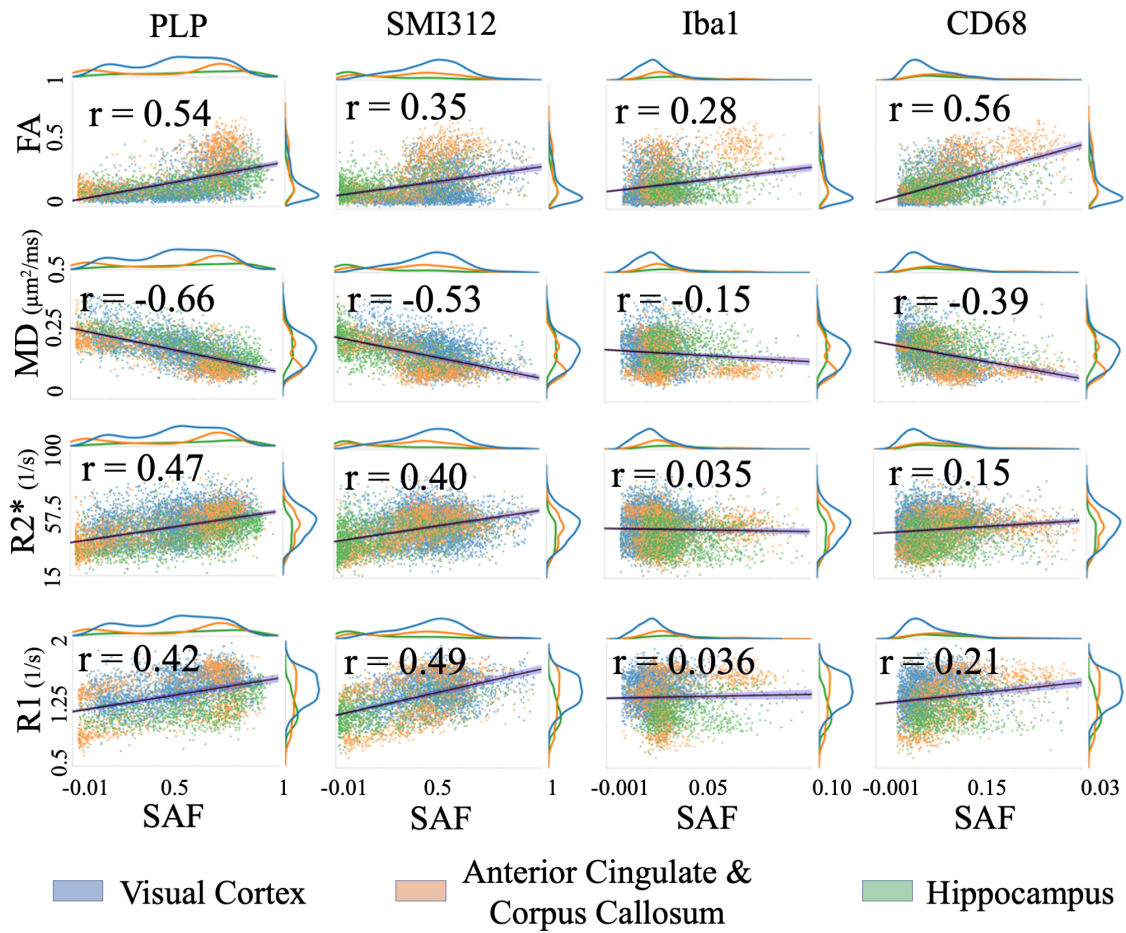 PLP SMI312 Iba1 CD68
FA
1
0.5
0
r = 0.54 r = 0.35 r = 0.28 r = 0.56
MD (μm²/ms)
0.5
0.25
0
r = -0.66 r = -0.53 r = -0.15 r = -0.39
R2* (1/s)
100
57.5
15
r = 0.47 r = 0.40 r = 0.035 r = 0.15
R1 (1/s)
2
1.25
0.5
r = 0.42 r = 0.49 r = 0.036 r = 0.21
-0.01 0.5 1 0.5 1 -0.001 0.05 0.10 -0.001 0.15 0.03
SAF SAF SAF SAF
Visual Cortex
Anterior Cingulate &
Corpus Callosum
Hippocampus